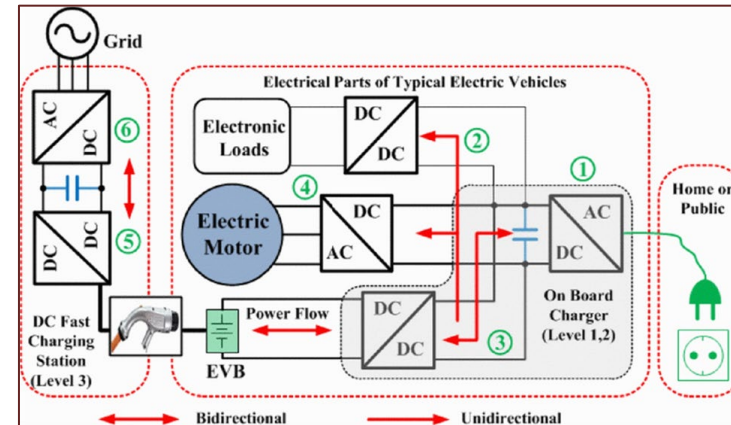 Grid
Electrical Parts of Typical Electric Vehicles
AC
DC
⑥
DC
DC
⑤
DC Fast
Charging
Station
(Level 3)
Electronic
Loads
DC
DC
②
①
④
Electric
Motor
DC
AC
AC
DC
Home or
Public
On Board
Charger
(Level 1,2)
Power Flow
EVB
DC
DC
③
Bidirectional
Unidirectional